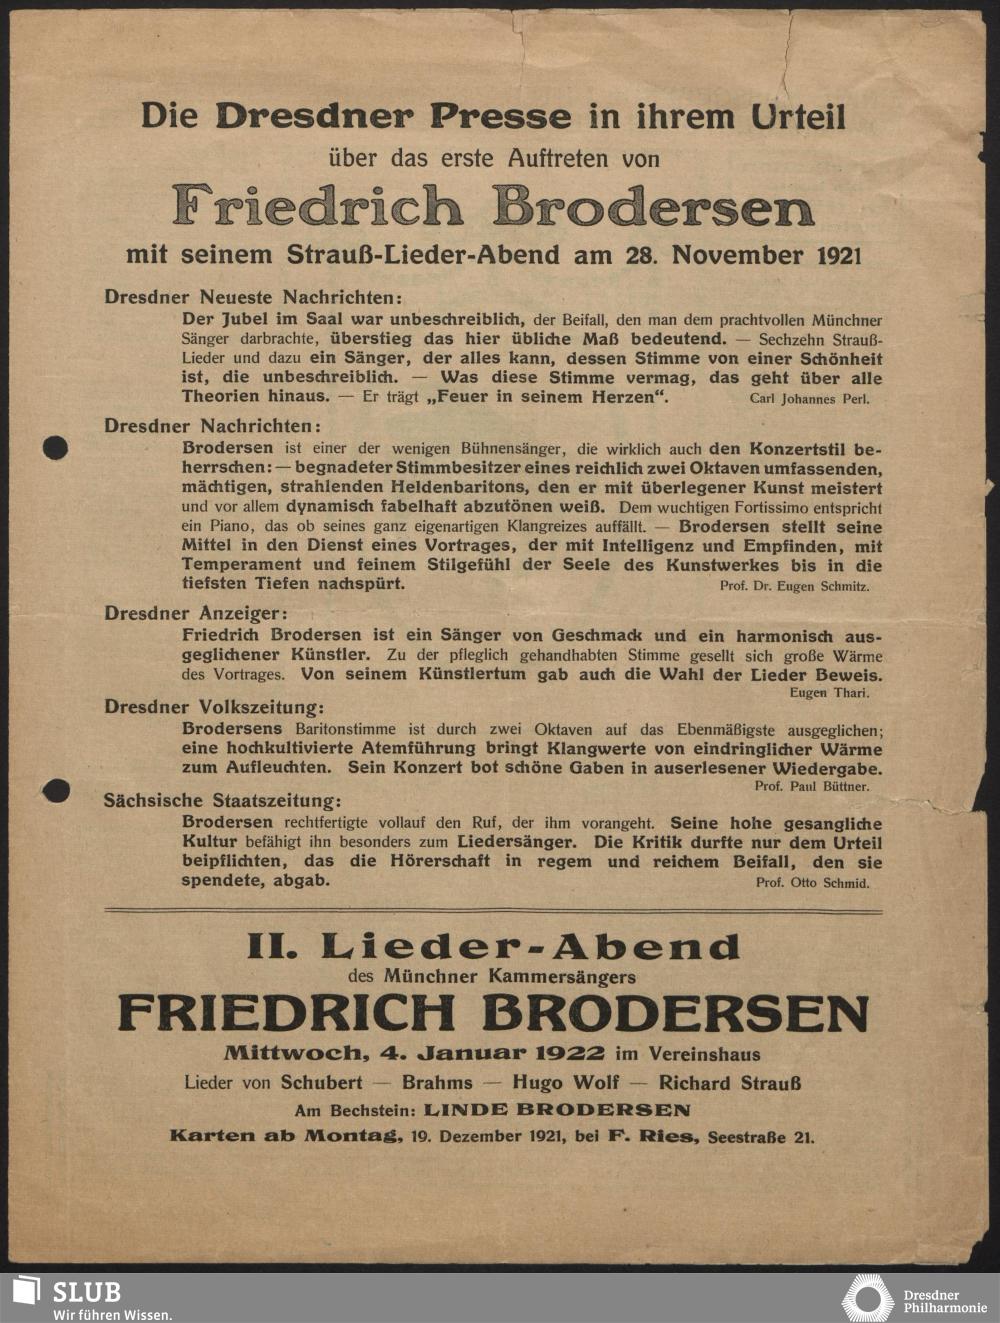 Die Dresdner Presse in ihrem Urteil
über das erste Auftreten von
Friedrich Brodersen
mit seinem Strauß-Lieder-Abend am 28. November 1921
Dresdner Neueste Nachrichten:
Der Jubel im Saal war unbeschreiblich, der Beifall, den man dem prachtvollen Münchner
Sänger darbrachte, überstieg das hier übliche Maß bedeutend. — Sechzehn Strauß-
Lieder und dazu ein Sänger, der alles kann, dessen Stimme von einer Schönheit
ist, die unbeschreiblich. — Was diese Stimme vermag, das geht über alle
Theorien hinaus. — Er trägt „Feuer in seinem Herzen“. Carl Johannes Perl.
Dresdner Nachrichten:
Brodersen ist einer der wenigen Bühnensänger, die wirklich auch den Konzertstil be-
herrschen: — begnadeter Stimmbesitzer eines reichlich zwei Oktaven umfassenden,
mächtigen, strahlenden Heldenbaritons, den er mit überlegener Kunst meistert
und vor allem dynamisch fabelhaft abzutönen weiß. Dem wuchtigen Fortissimo entspricht
ein Piano, das ob seines ganz eigenartigen Klangreizes auffällt. — Brodersen stellt seine
Mittel in den Dienst eines Vortrages, der mit Intelligenz und Empfinden, mit
Temperament und feinem Stilgefühl der Seele des Kunstwerkes bis in die
tiefsten Tiefen nachspürt. Prof. Dr. Eugen Schmitz.
Dresdner Anzeiger:
Friedrich Brodersen ist ein Sänger von Geschmack und ein harmonisch aus-
geglichener Künstler. Zu der pfleglich gehandhabten Stimme gesellt sich große Wärme
des Vortrages. Von seinem Künstlertum gab auch die Wahl der Lieder Beweis.
Eugen Thari.
Dresdner Volkszeitung:
Brodersens Baritonstimme ist durch zwei Oktaven auf das Ebenmäßigste ausgeglichen;
eine hochkultivierte Atemführung bringt Klangwerte von eindringlicher Wärme
zum Aufleuchten. Sein Konzert bot schöne Gaben in auserlesener Wiedergabe.
Prof. Paul Büttner.
Sächsische Staatszeitung:
Brodersen rechtfertigte vollauf den Ruf, der ihm vorangeht. Seine hohe gesangliche
Kultur befähigt ihn besonders zum Liedersänger. Die Kritik durfte nur dem Urteil
beipflichten, das die Hörerschaft in regem und reichem Beifall, den sie
spendete, abgab. Prof. Otto Schmid.
II. Lieder-Abend
des Münchner Kammersängers
FRIEDRICH BRODERSEN
Mittwoch, 4. Januar 1922 im Vereinshaus
Lieder von Schubert — Brahms — Hugo Wolf — Richard Strauß
Am Bechstein: LINDE BRODERSEN
Karten ab Montag, 19. Dezember 1921, bei F. Ries, Seestraße 21.
SLUB
Wir führen Wissen.
Dresdner
Philharmonie